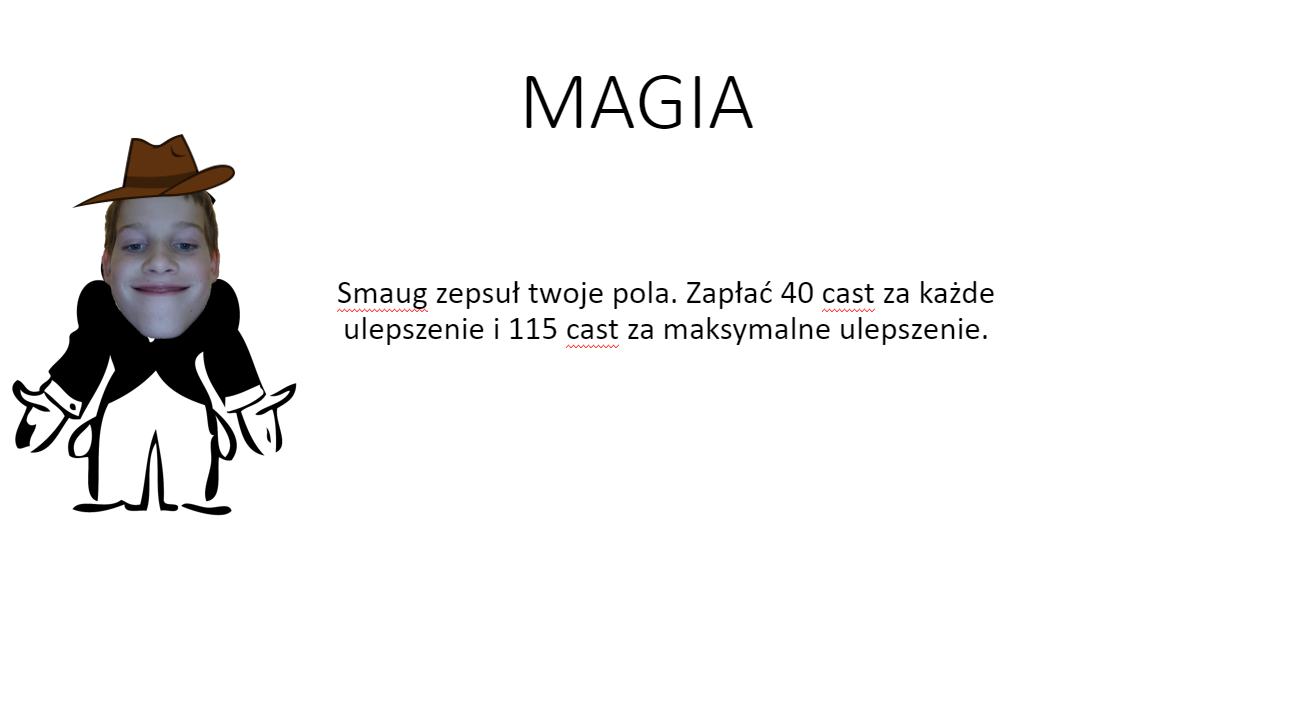 MAGIA
Smaug zepsuł twoje pola. Zapłać 40 cast za każde
ulepszenie i 115 cast za maksymalne ulepszenie.